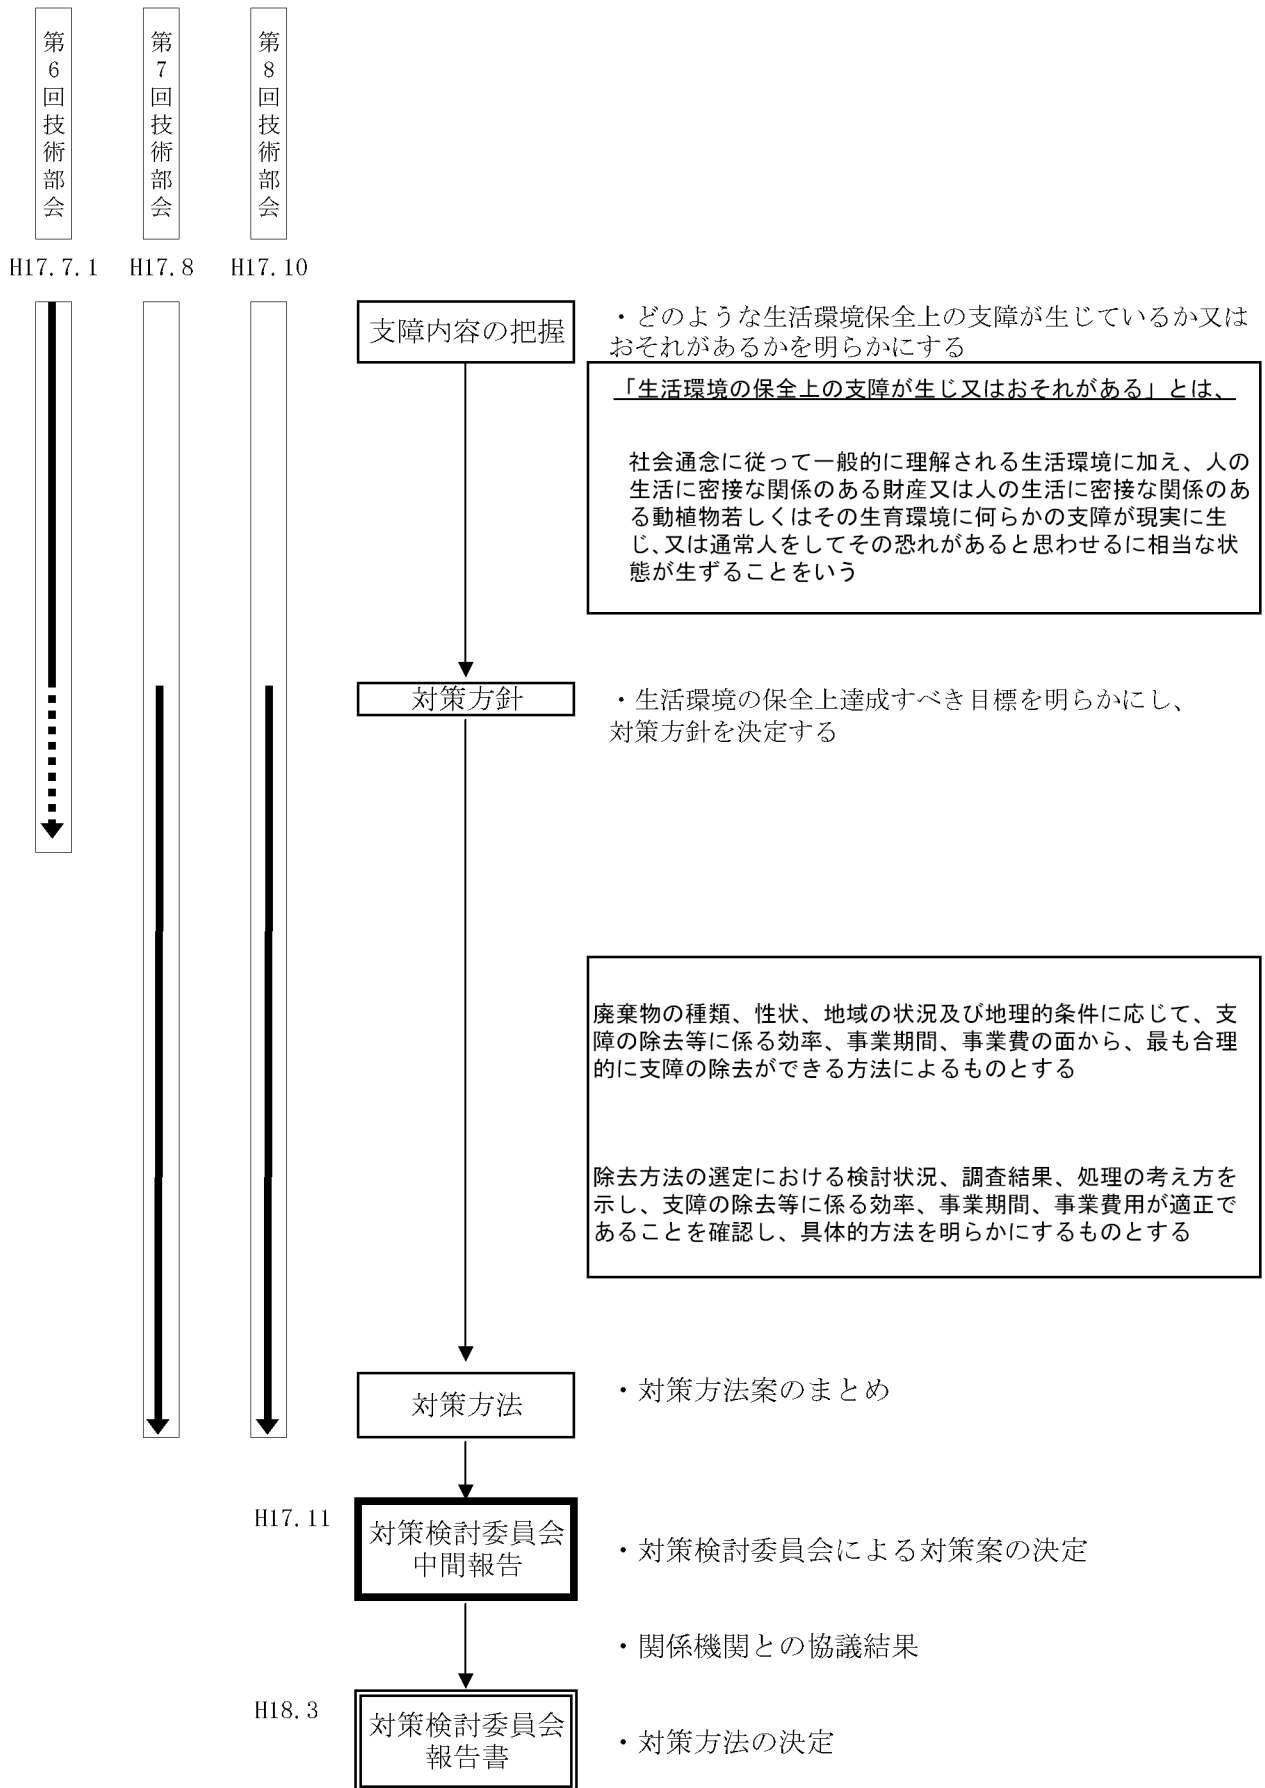 第6回技術部会
第7回技術部会
第8回技術部会
H17.7.1
H17.8
H17.10
支障内容の把握
・どのような生活環境保全上の支障が生じているか又は
おそれがあるかを明らかにする
「生活環境の保全上の支障が生じ又はおそれがある」とは、
社会通念に従って一般的に理解される生活環境に加え、人の
生活に密接な関係のある財産又は人の生活に密接な関係のあ
る動植物若しくはその生育環境に何らかの支障が現実に生
じ、又は通常人をしてその恐れがあると思わせるに相当な状
態が生ずることをいう
対策方針
・生活環境の保全上達成すべき目標を明らかにし、
対策方針を決定する
廃棄物の種類、性状、地域の状況及び地理的条件に応じて、支
障の除去等に係る効率、事業期間、事業費の面から、最も合理
的に支障の除去ができる方法によるものとする
除去方法の選定における検討状況、調査結果、処理の考え方を
示し、支障の除去等に係る効率、事業期間、事業費用が適正で
あることを確認し、具体的方法を明らかにするものとする
対策方法
・対策方法案のまとめ
H17.11
対策検討委員会
中間報告
・対策検討委員会による対策案の決定
・関係機関との協議結果
H18.3
対策検討委員会
報告書
・対策方法の決定